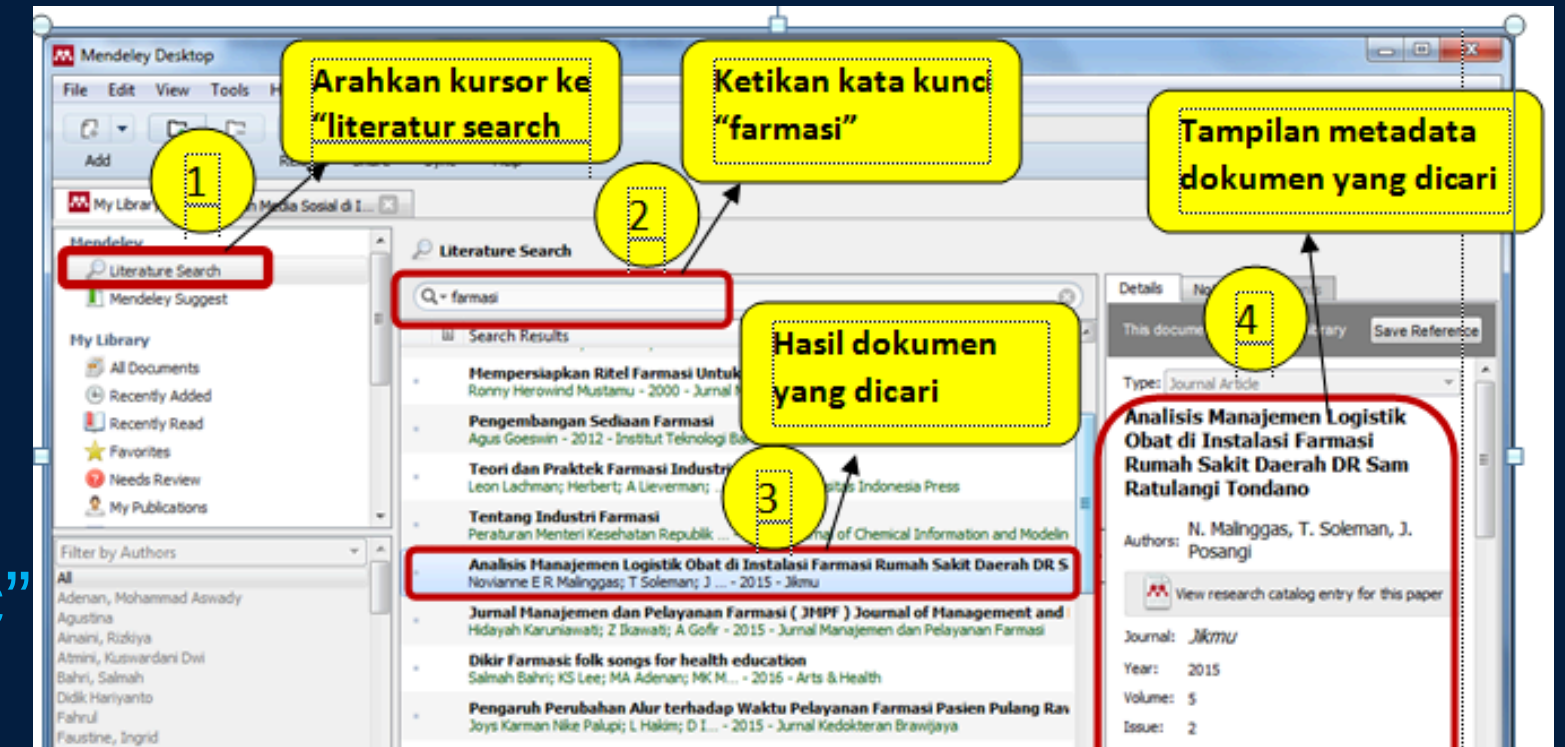 Mendeley Desktop
File Edit View Tools H
Add
Arahkan kursor ke
"literatur search
Ketikan kata kunci
"farmasi"
Tampilan metadata
dokumen yang dicari
1
2
My Library
Media Sosial di I...
Mendeley
Literature Search
Mendeley Suggest
My Library
All Documents
Recently Added
Recently Read
Favorites
Needs Review
My Publications
Filter by Authors
All
Adenan, Mohammad Aswady
Agustina
Ainaini, Rizkiya
Atmini, Kuswardani Dwi
Bahri, Salmah
Didik Hariyanto
Fahrul
Faustine, Ingrid
Literature Search
farmasi
Search Results
Hasil dokumen
yang dicari
3
Mempersiapkan Ritel Farmasi Untuk
Ronny Herowind Mustamu - 2000 - Jurnal
Pengembangan Sediaan Farmasi
Agus Goeswin - 2012 - Institut Teknologi
Teori dan Praktek Farmasi Industri
Leon Lachman; Herbert; A Lieverman; ... Indonesia Press
Tentang Industri Farmasi
Peraturan Menteri Kesehatan Republik ... of Chemical Information and Modelin
Analisis Manajemen Logistik Obat di Instalasi Farmasi Rumah Sakit Daerah DR S
Novianne E R Malinggas; T Soleman; J ... - 2015 - Jikmu
Jurnal Manajemen dan Pelayanan Farmasi ( JMPF ) Journal of Management and
Hidayah Karuniawati; Z Ikawati; A Gofir - 2015 - Jurnal Manajemen dan Pelayanan Farmasi
Dikir Farmasi: folk songs for health education
Salmah Bahri; KS Lee; MA Adenan; MK M... - 2016 - Arts & Health
Pengaruh Perubahan Alur terhadap Waktu Pelayanan Farmasi Pasien Pulang Raw
Joys Karman Nike Palupi; L Hakim; D I... - 2015 - Jurnal Kedokteran Brawijaya
4
Details
This
Save Reference
Type: Journal Article
Analisis Manajemen Logistik
Obat di Instalasi Farmasi
Rumah Sakit Daerah DR Sam
Ratulangi Tondano
Authors: N. Malinggas, T. Soleman, J.
Posangi
View research catalog entry for this paper
Journal: Jikmu
Year: 2015
Volume: 5
Issue: 2